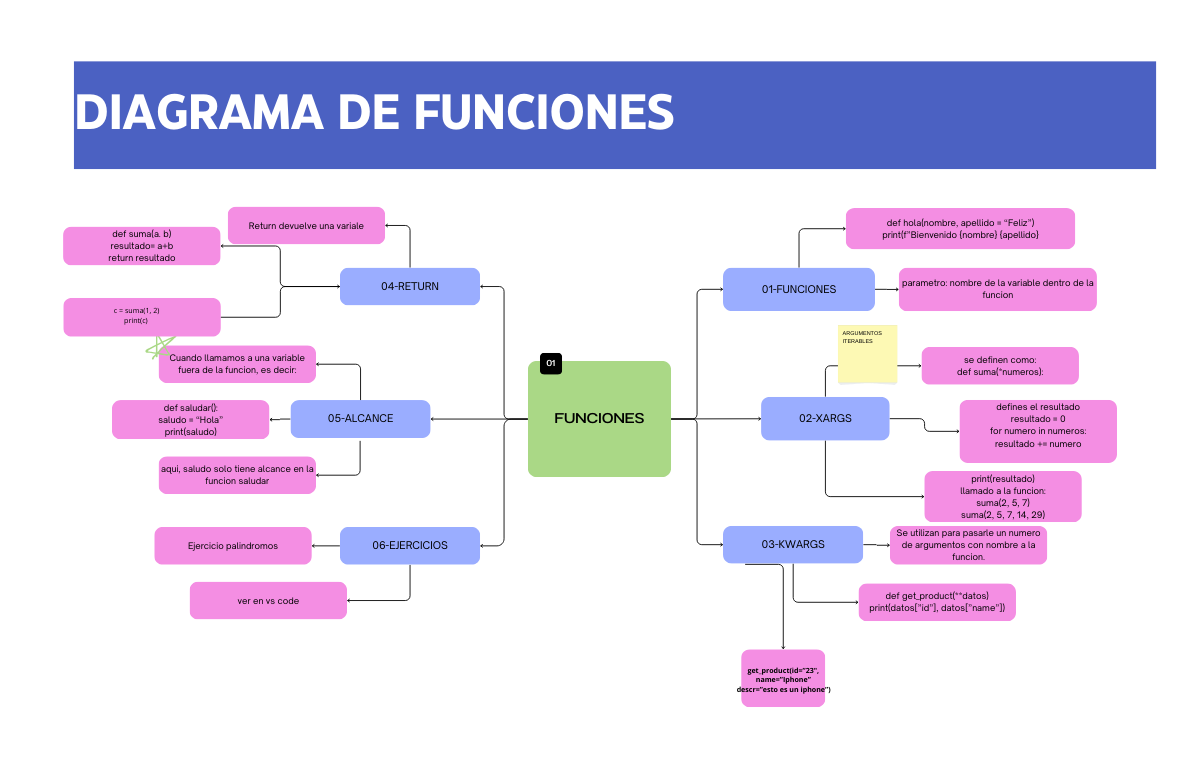 DIAGRAMA DE FUNCIONES
Return devuelve una variale
def suma(a. b)
resultado= a+b
return resultado
04-RETURN
c = suma(1, 2)
print(c)
Cuando llamamos a una variable
fuera de la funcion, es decir:
def saludar():
saludo = “Hola”
print(saludo)
05-ALCANCE
aqui, saludo solo tiene alcance en la
funcion saludar
Ejercicio palindromos
06-EJERCICIOS
ver en vs code
01
FUNCIONES
def hola(nombre, apellido = “Feliz”)
print(f”Bienvenido {nombre} {apellido}
01-FUNCIONES
parametro: nombre de la variable dentro de la
funcion
ARGUMENTOS
ITERABLES
se definen como:
def suma(*numeros):
02-XARGS
defines el resultado
resultado = 0
for numero in numeros:
resultado += numero
print(resultado)
llamado a la funcion:
suma(2, 5, 7)
suma(2, 5, 7, 14, 29)
03-KWARGS
Se utilizan para pasarle un numero
de argumentos con nombre a la
funcion.
def get_product(**datos)
print(datos["id"], datos["name"])
get_product(id="23",
name="Iphone"
descr="esto es un iphone")